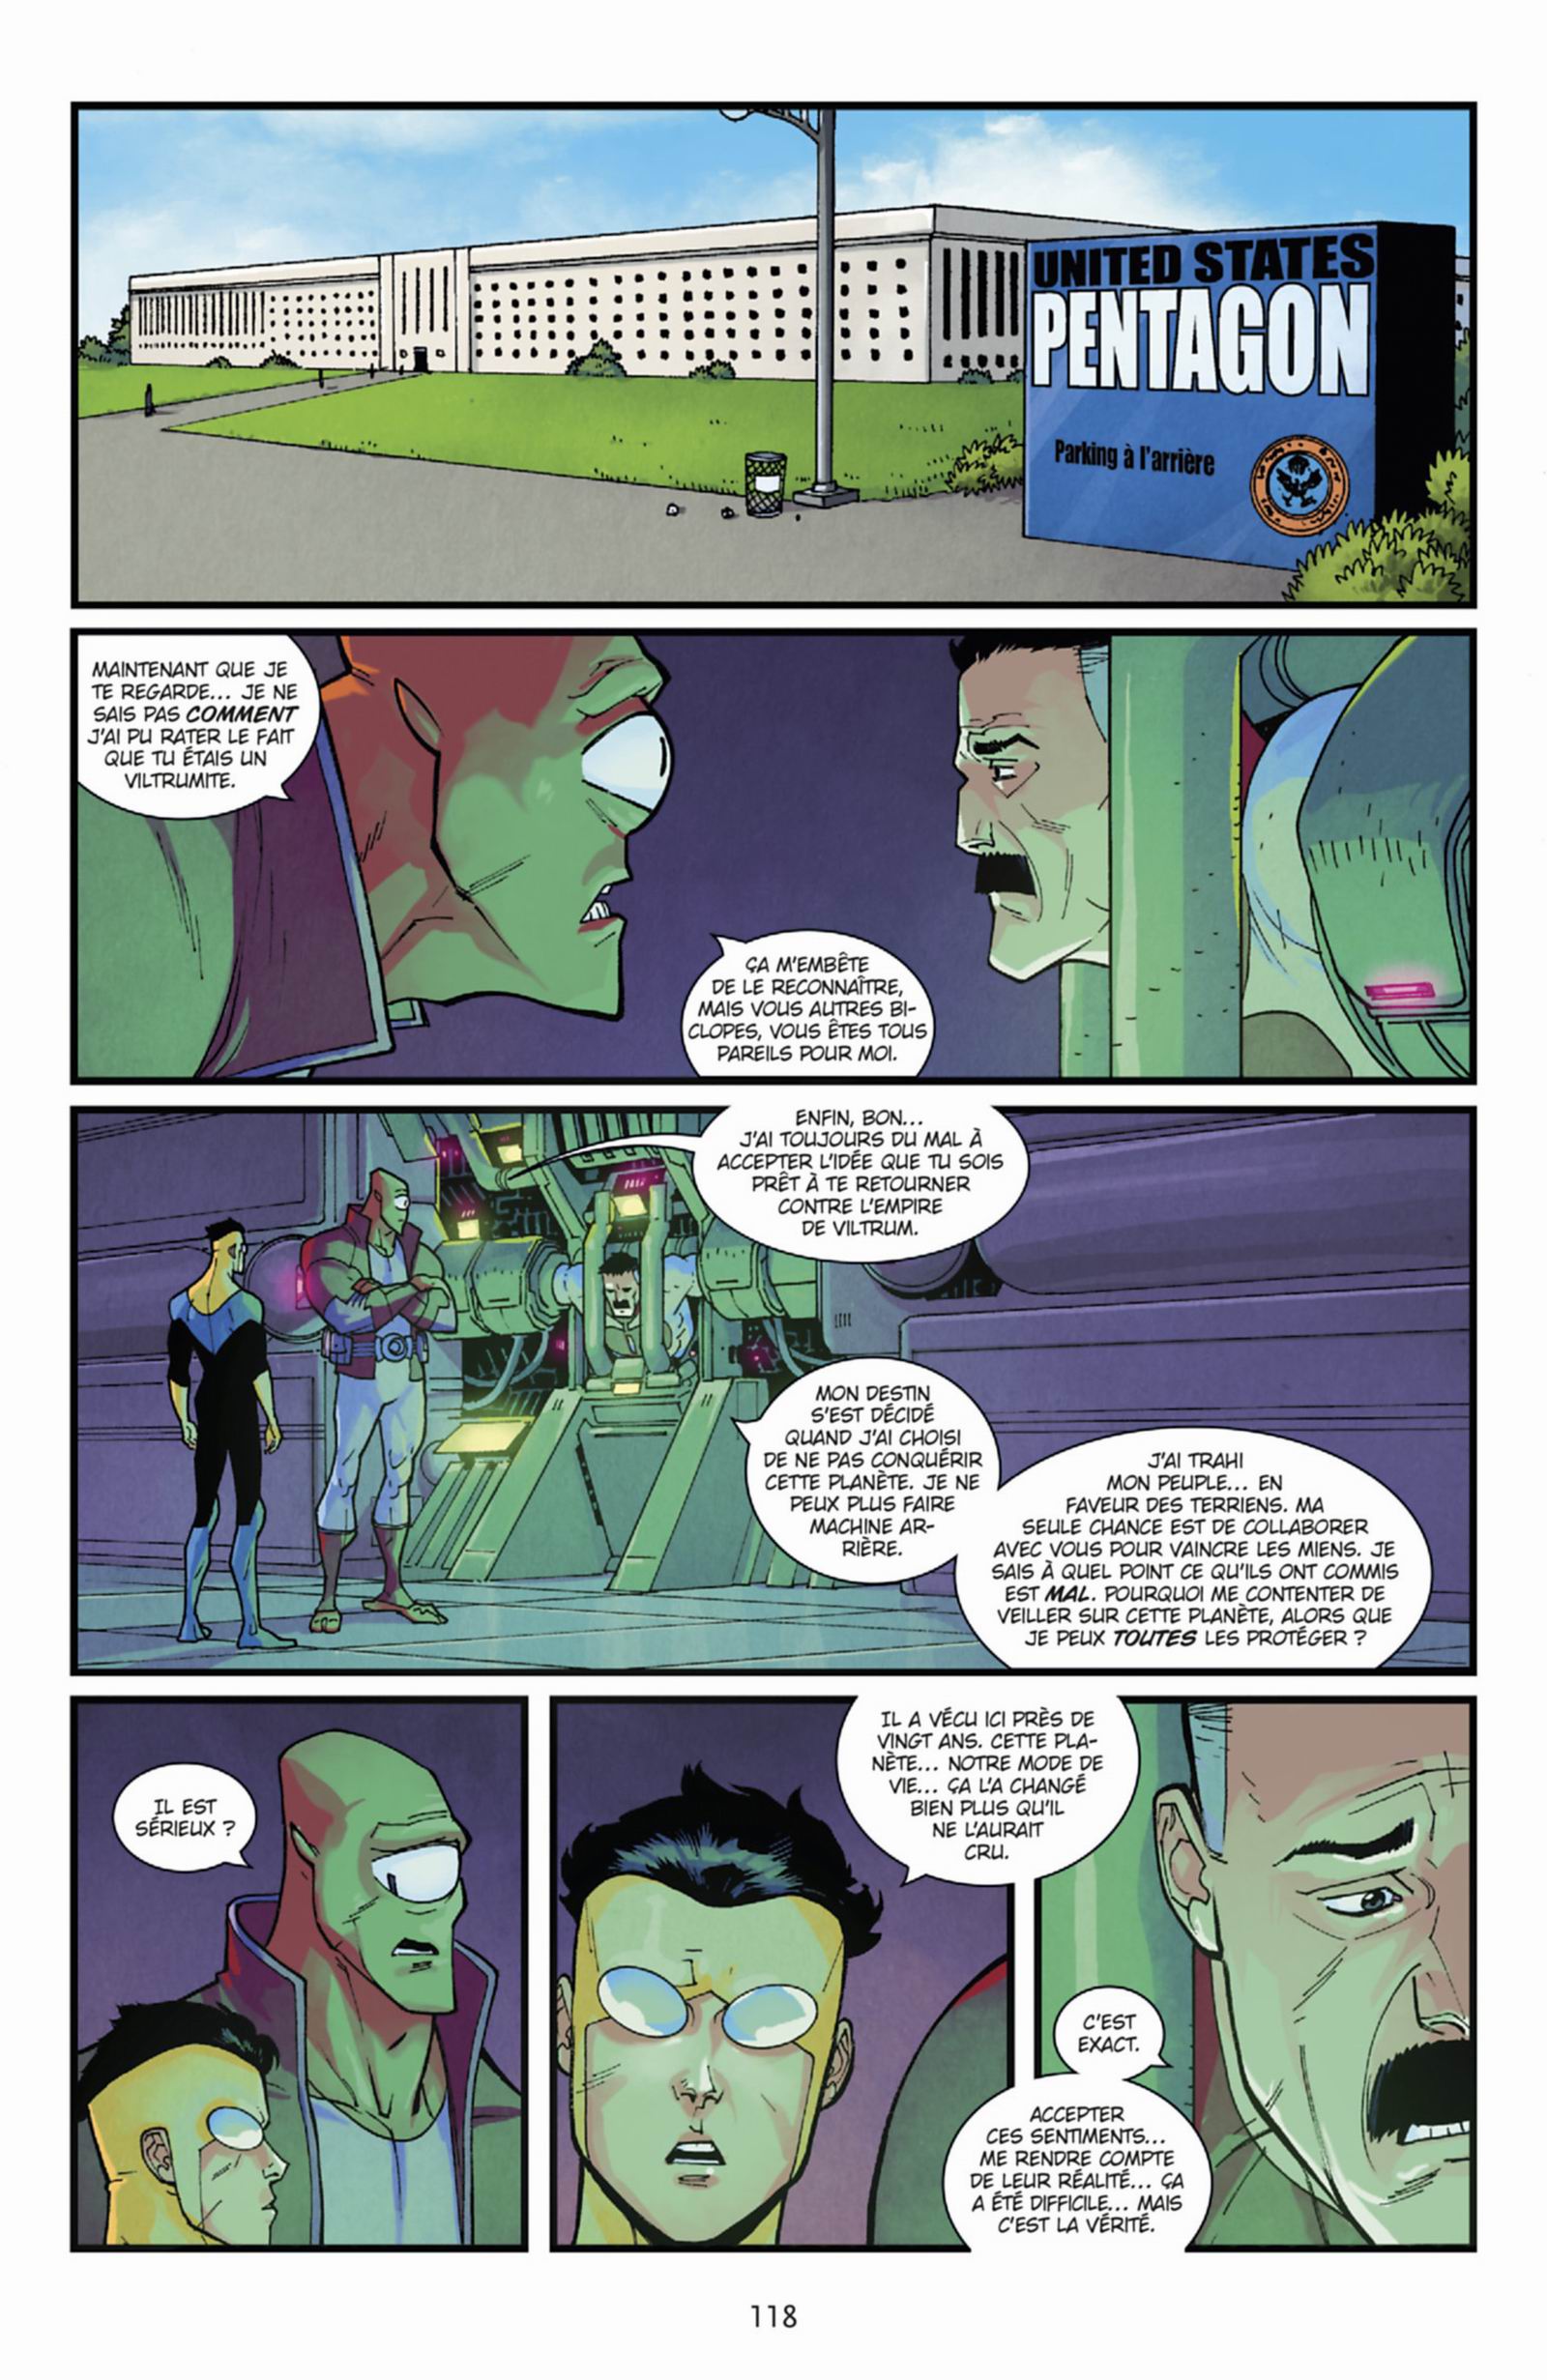 UNITED STATES
PENTAGON
Parking à l'arrière
MAINTENANT QUE JE
TE REGARDE... JE NE
SAIS PAS COMMENT
J'AI PU RATER LE FAIT
QUE TU ÉTAIS UN
VILTRUMITE.
ÇA M'EMBÊTE
DE LE RECONNAÎTRE,
MAIS VOUS AUTRES BI-
CLOPES, VOUS ÊTES TOUS
PAREILS POUR MOI.
ENFIN, BON...
J'AI TOUJOURS DU MAL À
ACCEPTER L'IDÉE QUE TU SOIS
PRÊT À TE RETOURNER
CONTRE L'EMPIRE
DE VILTRUM.
MON DESTIN
S'EST DÉCIDÉ
QUAND J'AI CHOISI
DE NE PAS CONQUÉRIR
CETTE PLANÈTE. JE NE
PEUX PLUS FAIRE
MACHINE AR-
RIÈRE.
J'AI TRAHI
MON PEUPLE... EN
FAVEUR DES TERRIENS. MA
SEULE CHANCE EST DE COLLABORER
AVEC VOUS POUR VAINCRE LES MIENS. JE
SAIS À QUEL POINT CE QU'ILS ONT COMMIS
EST MAL. POURQUOI ME CONTENTER DE
VEILLER SUR CETTE PLANÈTE, ALORS QUE
JE PEUX TOUTES LES PROTÉGER ?
IL EST
SÉRIEUX ?
IL A VÉCU ICI PRÈS DE
VINGT ANS. CETTE PLA-
NÈTE... NOTRE MODE DE
VIE... ÇA L'A CHANGÉ
BIEN PLUS QU'IL
NE L'AURAIT
CRU.
C'EST
EXACT.
ACCEPTER
CES SENTIMENTS...
ME RENDRE COMPTE
DE LEUR RÉALITÉ... ÇA
A ÉTÉ DIFFICILE... MAIS
C'EST LA VÉRITÉ.
118